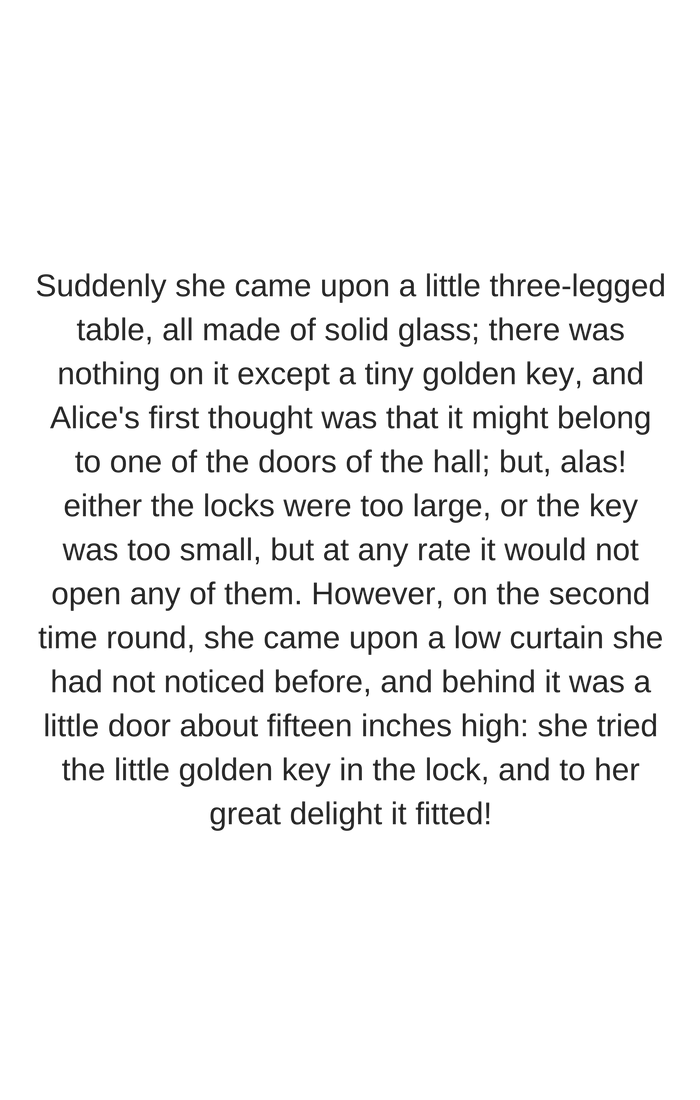 Suddenly she came upon a little three-legged
table, all made of solid glass; there was
nothing on it except a tiny golden key, and
Alice's first thought was that it might belong
to one of the doors of the hall; but, alas!
either the locks were too large, or the key
was too small, but at any rate it would not
open any of them. However, on the second
time round, she came upon a low curtain she
had not noticed before, and behind it was a
little door about fifteen inches high: she tried
the little golden key in the lock, and to her
great delight it fitted!